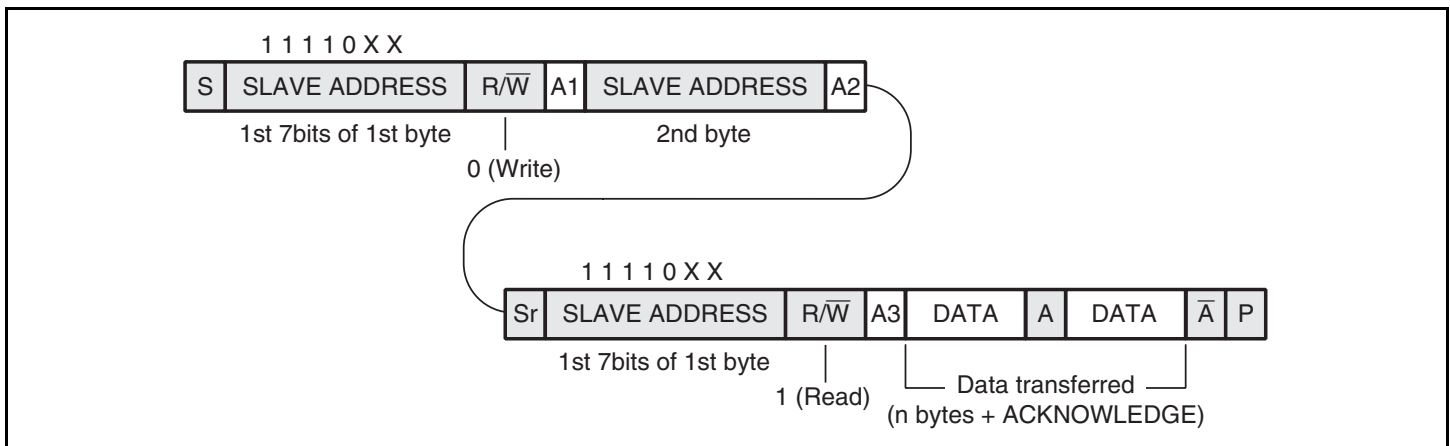 1 1 1 1 0 X X
S SLAVE ADDRESS R/W̅ A1 SLAVE ADDRESS A2
1st 7bits of 1st byte 2nd byte
0 (Write)
1 1 1 1 0 X X
Sr SLAVE ADDRESS R/W̅ A3 DATA A DATA A̅ P
1st 7bits of 1st byte
1 (Read)
Data transferred
(n bytes + ACKNOWLEDGE)